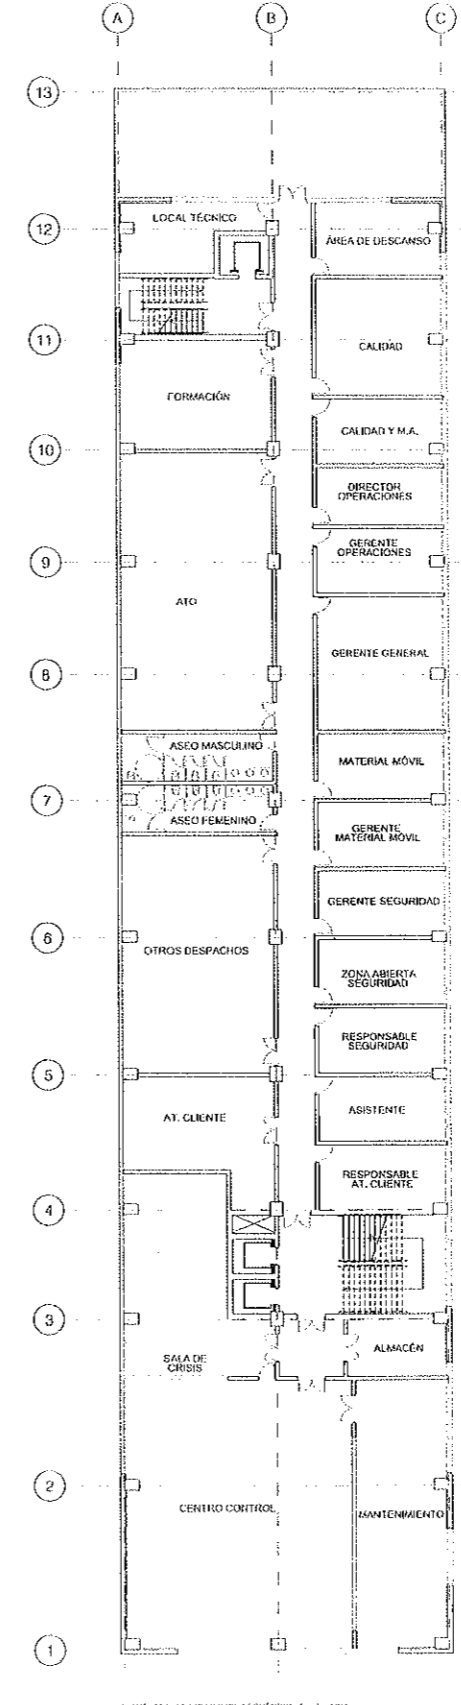 A B C
13
12
LOCAL TÉCNICO
ÁREA DE DESCANSO
11
CALIDAD
FORMACIÓN
CALIDAD Y M.A.
10
DIRECTOR
OPERACIONES
GERENTE
OPERACIONES
9
ATO
GERENTE GENERAL
8
ASEO MASCULINO
MATERIAL MÓVIL
7
ASEO FEMENINO
GERENTE
MATERIAL MÓVIL
GERENTE SEGURIDAD
6
OTROS DESPACHOS
ZONA ABIERTA
SEGURIDAD
RESPONSABLE
SEGURIDAD
5
AT. CLIENTE
ASISTENTE
RESPONSABLE
AT. CLIENTE
4
3
SALA DE
CRISIS
ALMACÉN
2
CENTRO CONTROL
MANTENIMIENTO
1